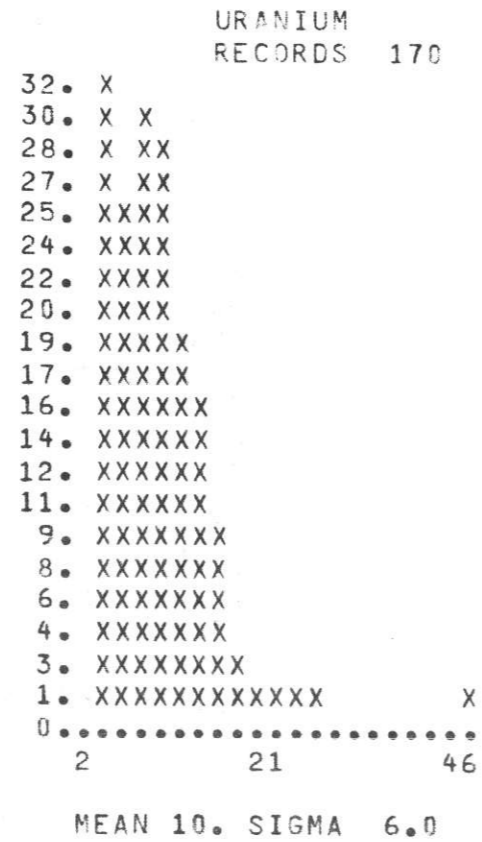 URANIUM
RECORDS 170
32. X
30. X X
28. X XX
27. X XX
25. XXXX
24. XXXX
22. XXXX
20. XXXX
19. XXXXX
17. XXXXX
16. XXXXXX
14. XXXXXX
12. XXXXXX
11. XXXXXX
9. XXXXXXX
8. XXXXXXX
6. XXXXXXX
4. XXXXXXX
3. XXXXXXXX
1. XXXXXXXXXXXX X
0......................
2 21 46
MEAN 10. SIGMA 6.0